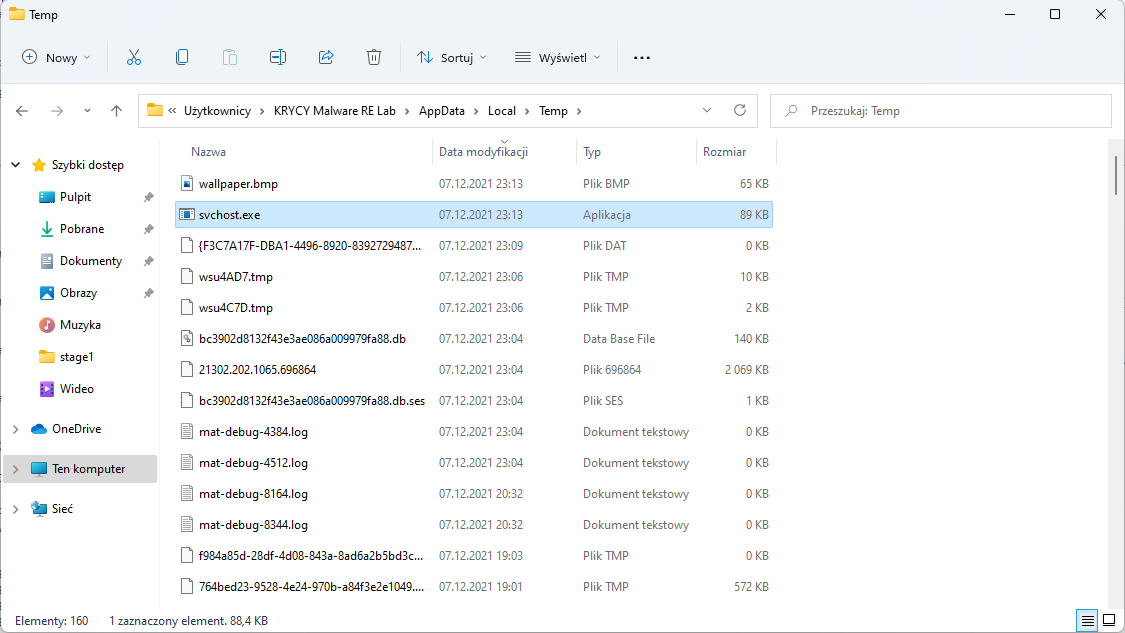 Temp
Nowy
Sortuj
Wyświetl
« Użytkownicy > KRYCY Malware RE Lab > AppData > Local > Temp >
Przeszukaj: Temp
Szybki dostęp
Pulpit
Pobrane
Dokumenty
Obrazy
Muzyka
stage1
Wideo
OneDrive
Ten komputer
Sieć
Nazwa Data modyfikacji Typ Rozmiar
wallpaper.bmp 07.12.2021 23:13 Plik BMP 65 KB
svchost.exe 07.12.2021 23:13 Aplikacja 89 KB
{F3C7A17F-DBA1-4496-8920-8392729487... 07.12.2021 23:09 Plik DAT 0 KB
wsu4AD7.tmp 07.12.2021 23:06 Plik TMP 10 KB
wsu4C7D.tmp 07.12.2021 23:06 Plik TMP 2 KB
bc3902d8132f43e3ae086a009979fa88.db 07.12.2021 23:04 Data Base File 140 KB
21302.202.1065.696864 07.12.2021 23:04 Plik 696864 2 069 KB
bc3902d8132f43e3ae086a009979fa88.db.ses 07.12.2021 23:04 Plik SES 1 KB
mat-debug-4384.log 07.12.2021 23:04 Dokument tekstowy 0 KB
mat-debug-4512.log 07.12.2021 23:04 Dokument tekstowy 0 KB
mat-debug-8164.log 07.12.2021 20:32 Dokument tekstowy 0 KB
mat-debug-8344.log 07.12.2021 20:32 Dokument tekstowy 0 KB
f984a85d-28df-4d08-843a-8ad6a2b5bd3c... 07.12.2021 19:03 Plik TMP 0 KB
764bed23-9528-4e24-970b-a84f3e2e1049.... 07.12.2021 19:01 Plik TMP 572 KB
Elementy: 160 1 zaznaczony element. 88,4 KB